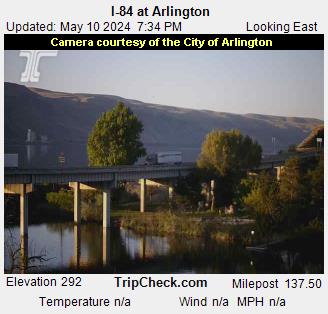 I-84 at Arlington
Updated: May 10 2024 7:34 PM Looking East
Camera courtesy of the City of Arlington
Elevation 292 TripCheck.com Milepost 137.50
Temperature n/a Wind n/a MPH n/a